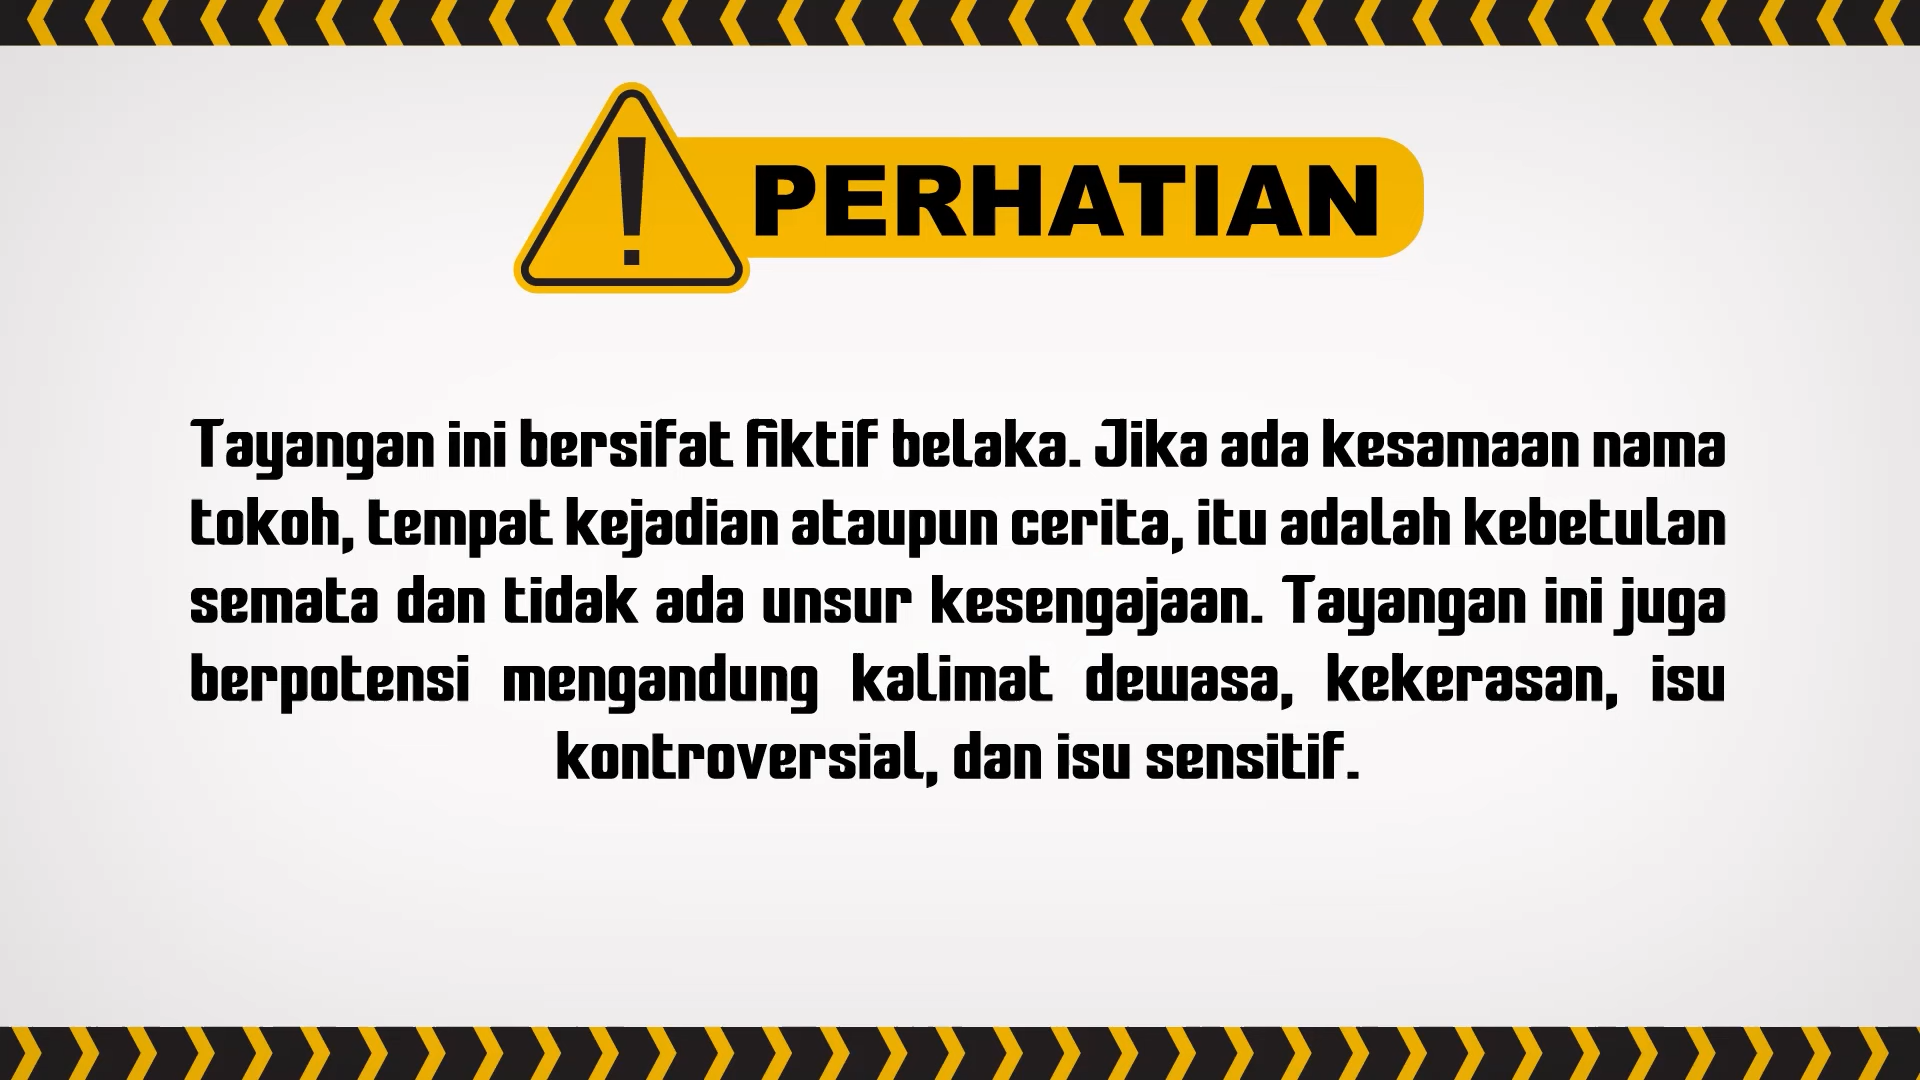 PERHATIAN
Tayangan ini bersifat fiktif belaka. Jika ada kesamaan nama
tokoh, tempat kejadian ataupun cerita, itu adalah kebetulan
semata dan tidak ada unsur kesengajaan. Tayangan ini juga
berpotensi mengandung kalimat dewasa, kekerasan, isu
kontroversial, dan isu sensitif.